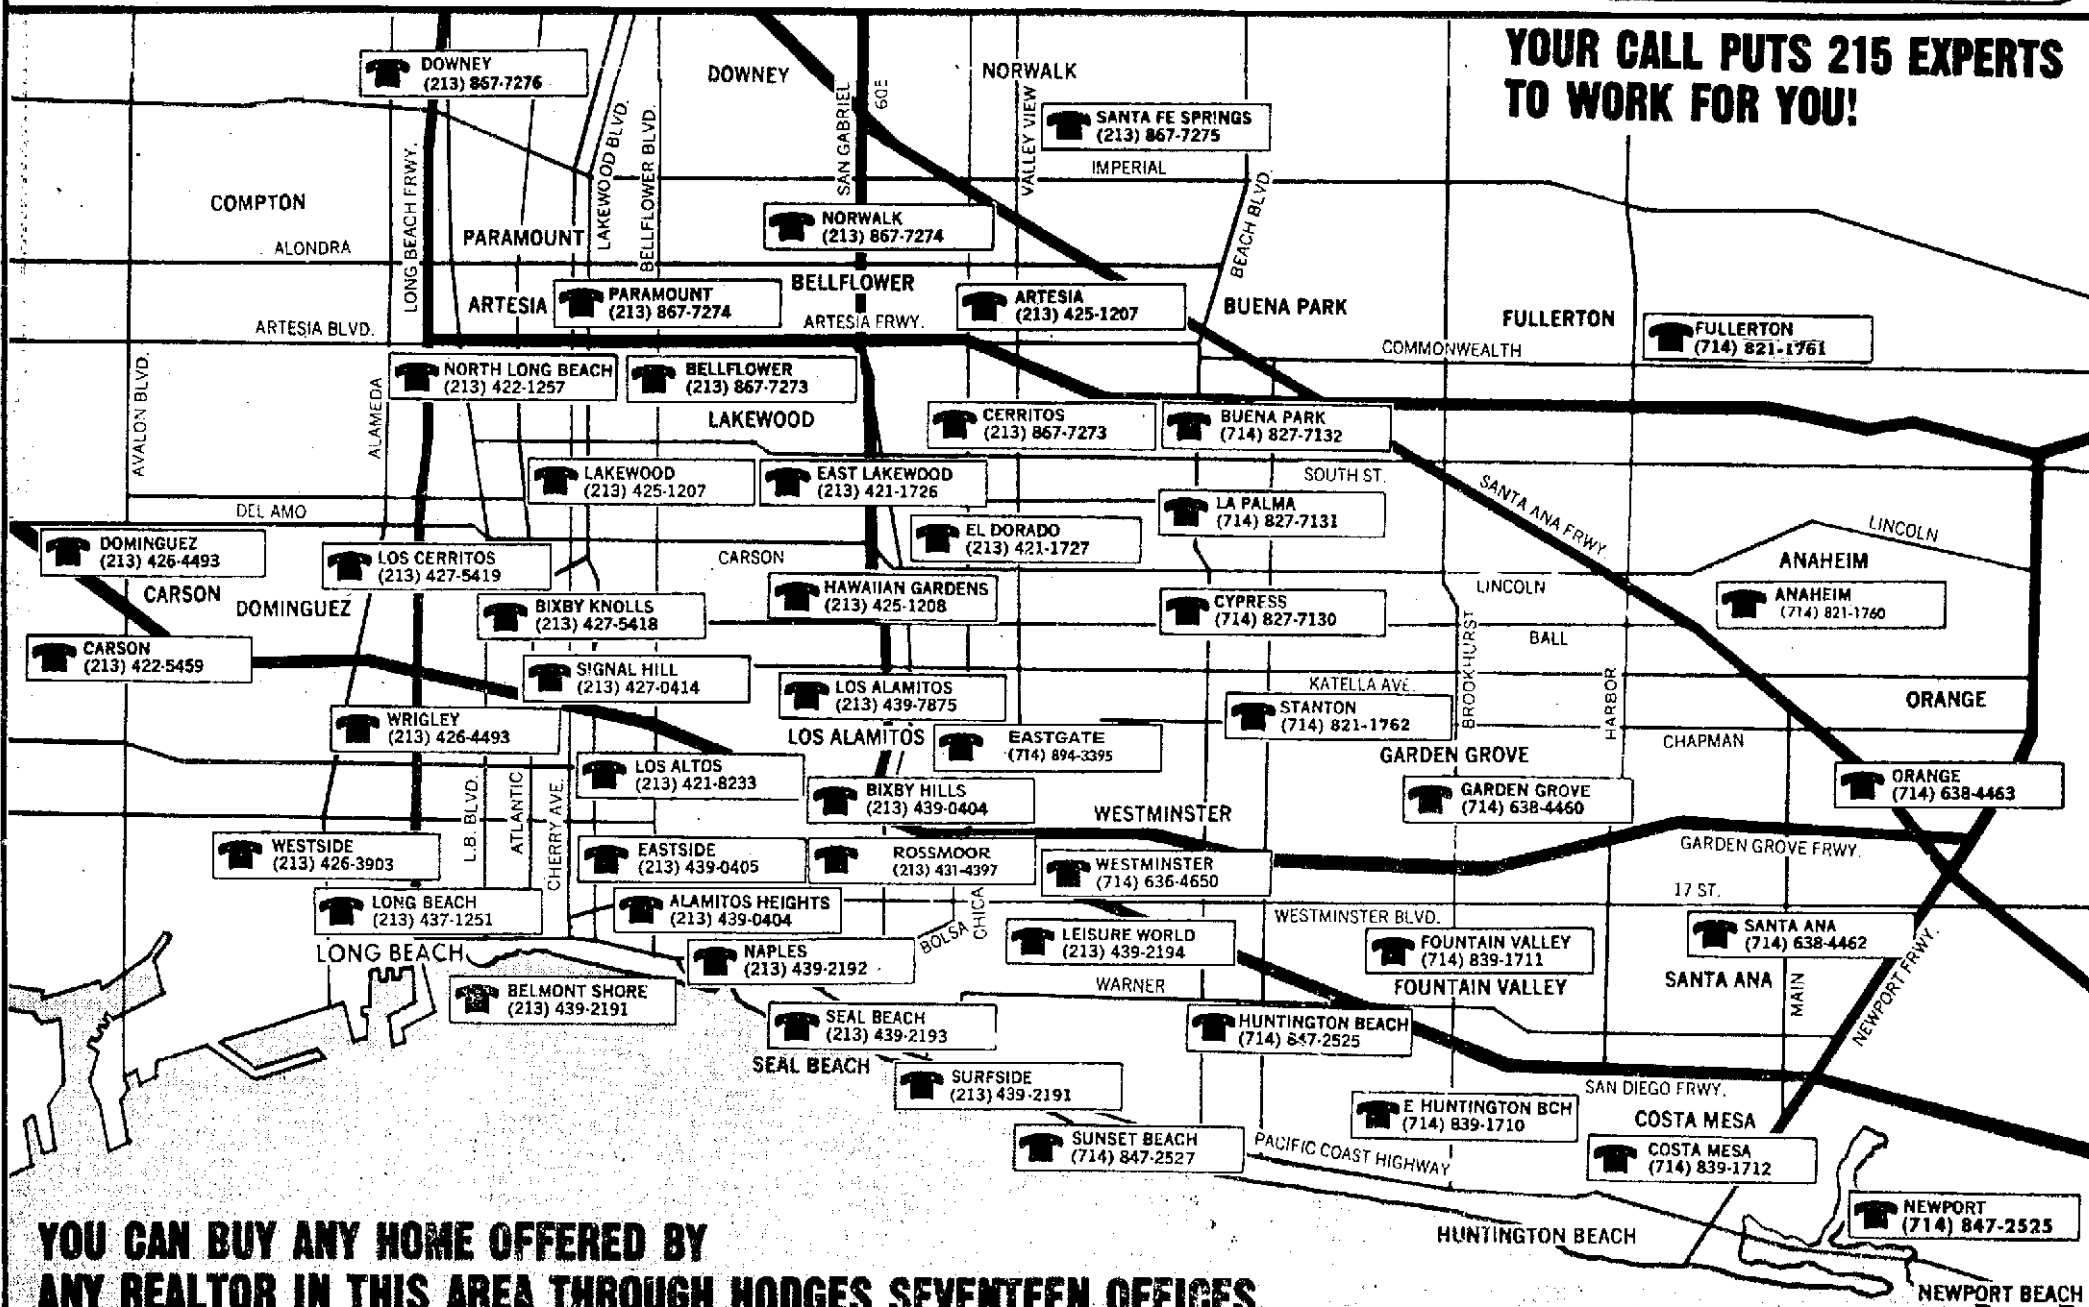 YOUR CALL PUTS 215 EXPERTS
TO WORK FOR YOU!
DOWNEY
(213) 867-7276
DOWNEY
NORWALK
605
SAN GABRIEL
VALLEY VIEW
SANTA FE SPRINGS
(213) 867-7275
IMPERIAL
LONG BEACH FRWY.
LAKEWOOD BLVD.
BELLFLOWER BLVD.
BEACH BLVD.
COMPTON
ALONDRA
PARAMOUNT
NORWALK
(213) 867-7274
BELLFLOWER
ARTESIA
PARAMOUNT
(213) 867-7274
ARTESIA
(213) 425-1207
BUENA PARK
FULLERTON
FULLERTON
(714) 821-1761
ARTESIA BLVD.
ARTESIA FRWY.
COMMONWEALTH
AVALON BLVD.
ALAMEDA
NORTH LONG BEACH
(213) 422-1257
BELLFLOWER
(213) 867-7273
LAKEWOOD
CERRITOS
(213) 867-7273
BUENA PARK
(714) 827-7132
LAKEWOOD
(213) 425-1207
EAST LAKEWOOD
(213) 421-1726
SOUTH ST.
SANTA ANA FRWY
DEL AMO
LA PALMA
(714) 827-7131
LINCOLN
DOMINGUEZ
(213) 426-4493
LOS CERRITOS
(213) 427-5419
CARSON
EL DORADO
(213) 421-1727
ANAHEIM
CARSON
DOMINGUEZ
HAWAIIAN GARDENS
(213) 425-1208
LINCOLN
ANAHEIM
(714) 821-1760
BIXBY KNOLLS
(213) 427-5418
CYPRESS
(714) 827-7130
BALL
BROOKHURST
HARBOR
CARSON
(213) 422-5459
SIGNAL HILL
(213) 427-0414
LOS ALAMITOS
(213) 439-7875
KATELLA AVE.
ORANGE
WRIGLEY
(213) 426-4493
STANTON
(714) 821-1762
LOS ALAMITOS
EASTGATE
(714) 894-3395
GARDEN GROVE
CHAPMAN
LOS ALTOS
(213) 421-8233
BIXBY HILLS
(213) 439-0404
GARDEN GROVE
(714) 638-4460
ORANGE
(714) 638-4463
L.B. BLVD.
ATLANTIC
CHERRY AVE.
WESTMINSTER
WESTSIDE
(213) 426-3903
EASTSIDE
(213) 439-0405
ROSSMOOR
(213) 431-4397
WESTMINSTER
(714) 636-4650
GARDEN GROVE FRWY.
17 ST.
LONG BEACH
(213) 437-1251
ALAMITOS HEIGHTS
(213) 439-0404
BOLSA
CHICA
WESTMINSTER BLVD.
LONG BEACH
NAPLES
(213) 439-2192
LEISURE WORLD
(213) 439-2194
FOUNTAIN VALLEY
(714) 839-1711
SANTA ANA
(714) 638-4462
BELMONT SHORE
(213) 439-2191
WARNER
FOUNTAIN VALLEY
SANTA ANA
MAIN
NEWPORT FRWY.
SEAL BEACH
(213) 439-2193
HUNTINGTON BEACH
(714) 847-2525
SEAL BEACH
SURFSIDE
(213) 439-2191
SAN DIEGO FRWY.
E HUNTINGTON BCH
(714) 839-1710
COSTA MESA
SUNSET BEACH
(714) 847-2527
PACIFIC COAST HIGHWAY
COSTA MESA
(714) 839-1712
NEWPORT
(714) 847-2525
HUNTINGTON BEACH
NEWPORT BEACH
YOU CAN BUY ANY HOME OFFERED BY
ANY REALTOR IN THIS AREA THROUGH HODGES SEVENTEEN OFFICES